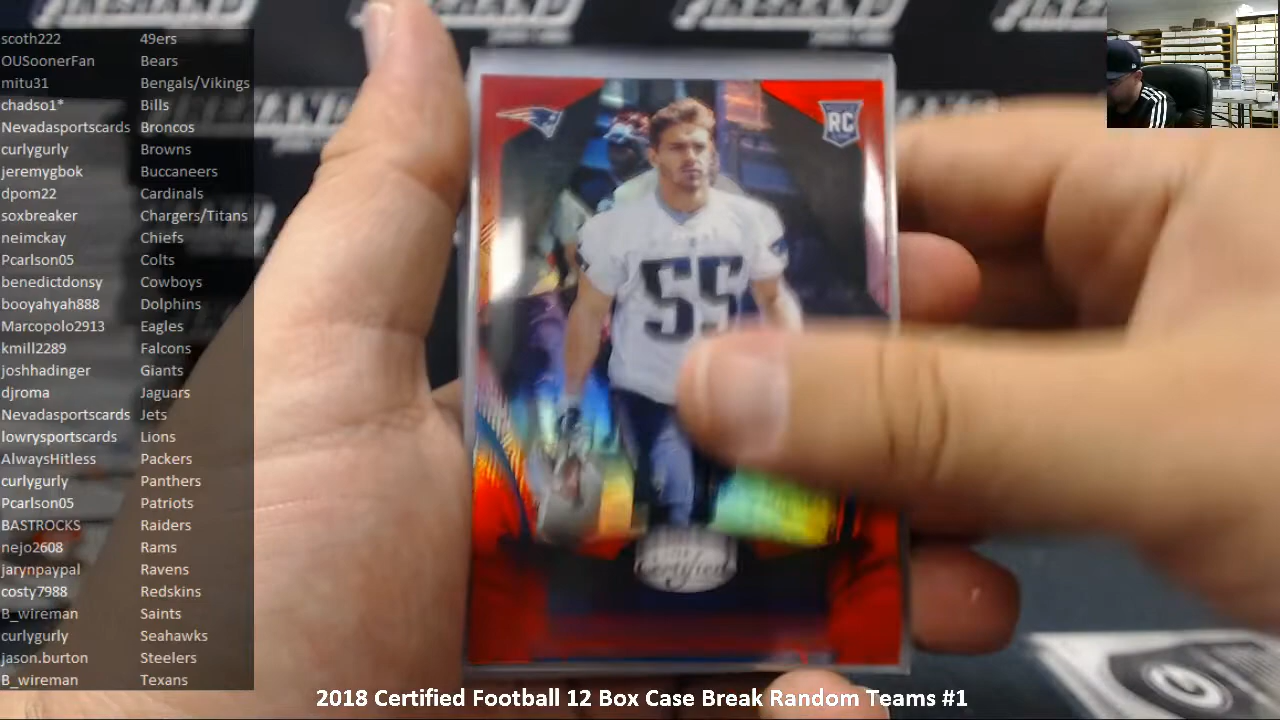 scoth222 49ers
OUSoonerFan Bears
mitu31 Bengals/Vikings
chadso1* Bills
Nevadasportscards Broncos
curlygurly Browns
jeremygbok Buccaneers
dpom22 Cardinals
soxbreaker Chargers/Titans
neimckay Chiefs
Pcarlson05 Colts
benedictdonsy Cowboys
booyahyah888 Dolphins
Marcopolo2913 Eagles
kmill2289 Falcons
joshhadinger Giants
djroma Jaguars
Nevadasportscards Jets
lowrysportscards Lions
AlwaysHitless Packers
curlygurly Panthers
Pcarlson05 Patriots
BASTROCKS Raiders
nejo2608 Rams
jarynpaypal Ravens
costy7988 Redskins
B_wireman Saints
curlygurly Seahawks
jason.burton Steelers
B_wireman Texans
RC
55
Certified
2018 Certified Football 12 Box Case Break Random Teams #1